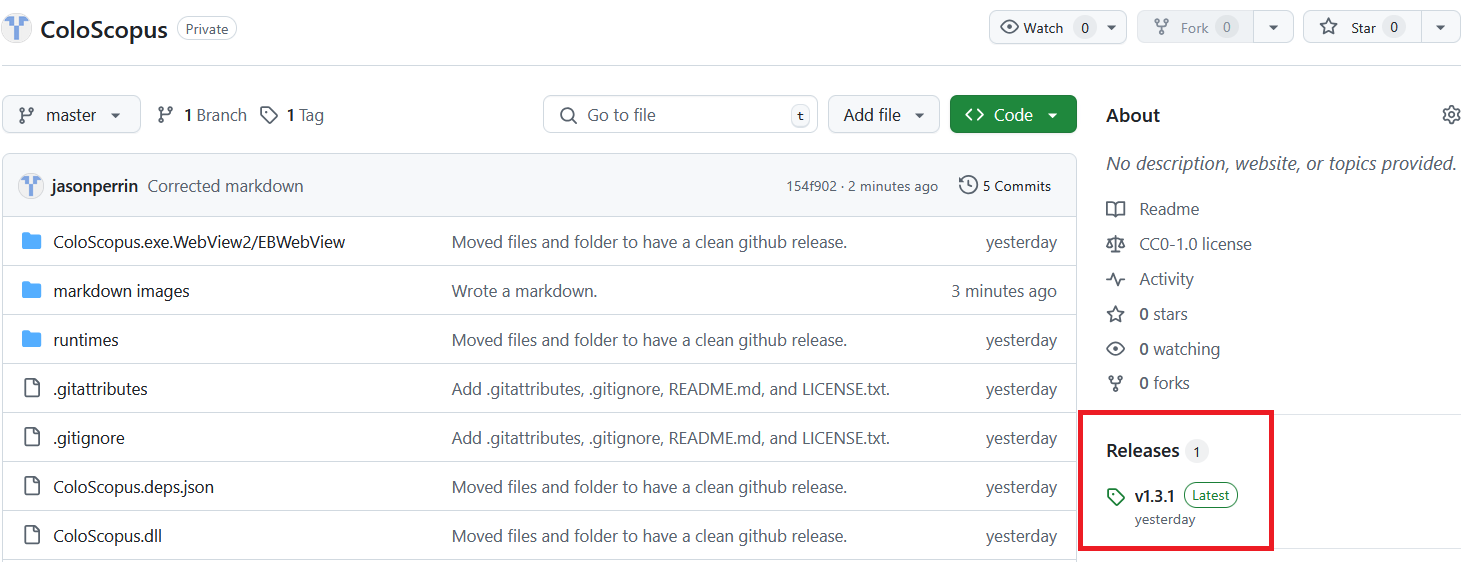 ColoScopus Private Watch 0 Fork 0 Star 0
master 1 Branch 1 Tag Go to file t Add file Code
jasonperrin Corrected markdown 154f902 · 2 minutes ago 5 Commits
ColoScopus.exe.WebView2/EBWebView Moved files and folder to have a clean github release. yesterday
markdown images Wrote a markdown. 3 minutes ago
runtimes Moved files and folder to have a clean github release. yesterday
.gitattributes Add .gitattributes, .gitignore, README.md, and LICENSE.txt. yesterday
.gitignore Add .gitattributes, .gitignore, README.md, and LICENSE.txt. yesterday
ColoScopus.deps.json Moved files and folder to have a clean github release. yesterday
ColoScopus.dll Moved files and folder to have a clean github release. yesterday
About
No description, website, or topics provided.
Readme
CC0-1.0 license
Activity
0 stars
0 watching
0 forks
Releases 1
v1.3.1 Latest
yesterday